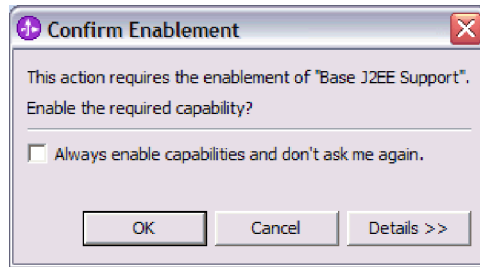 Confirm Enablement
This action requires the enablement of "Base J2EE Support".
Enable the required capability?
Always enable capabilities and don't ask me again.
OK Cancel Details >>